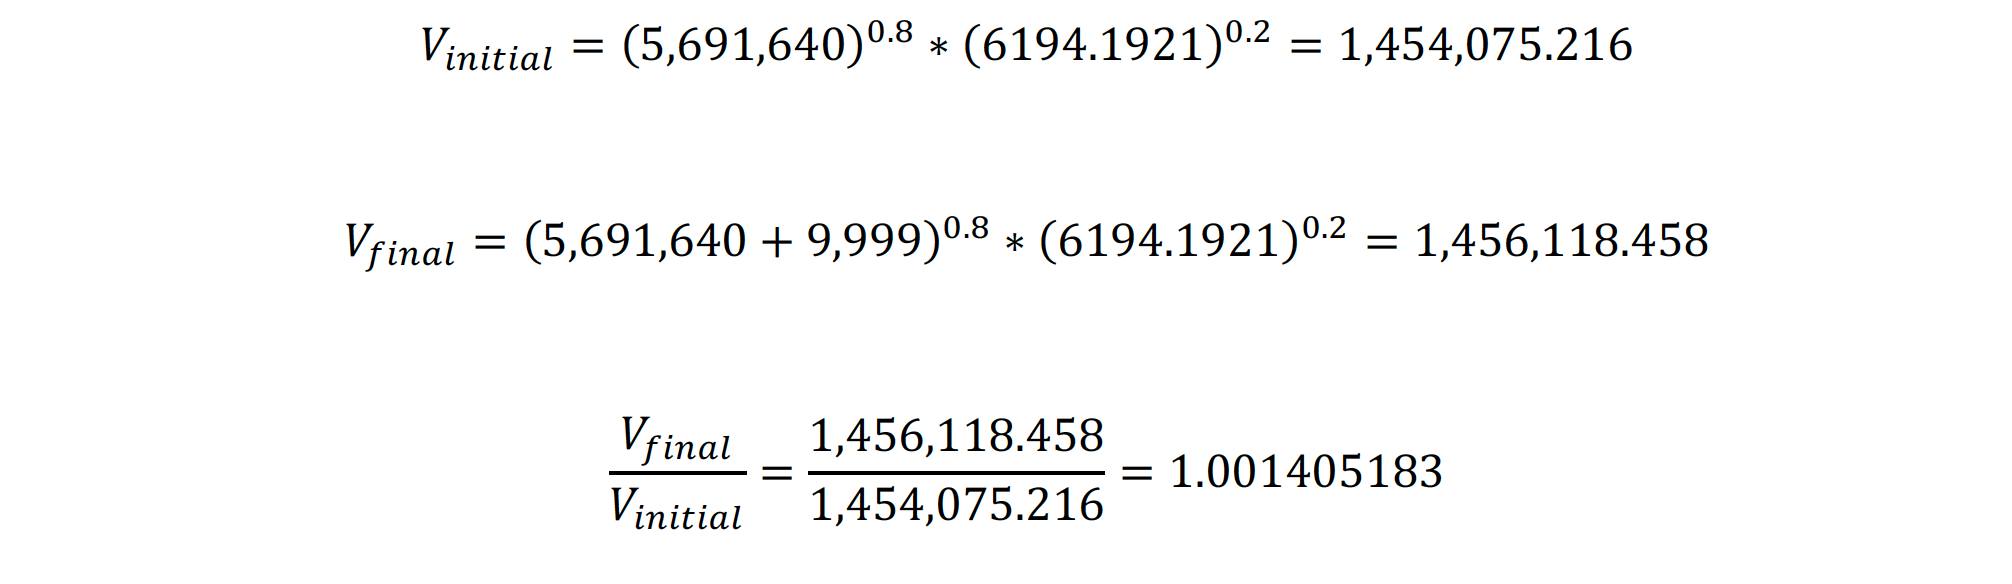 V_initial = (5,691,640)^0.8 * (6194.1921)^0.2 = 1,454,075.216
V_final = (5,691,640 + 9,999)^0.8 * (6194.1921)^0.2 = 1,456,118.458
V_final / V_initial = 1,456,118.458 / 1,454,075.216 = 1.001405183